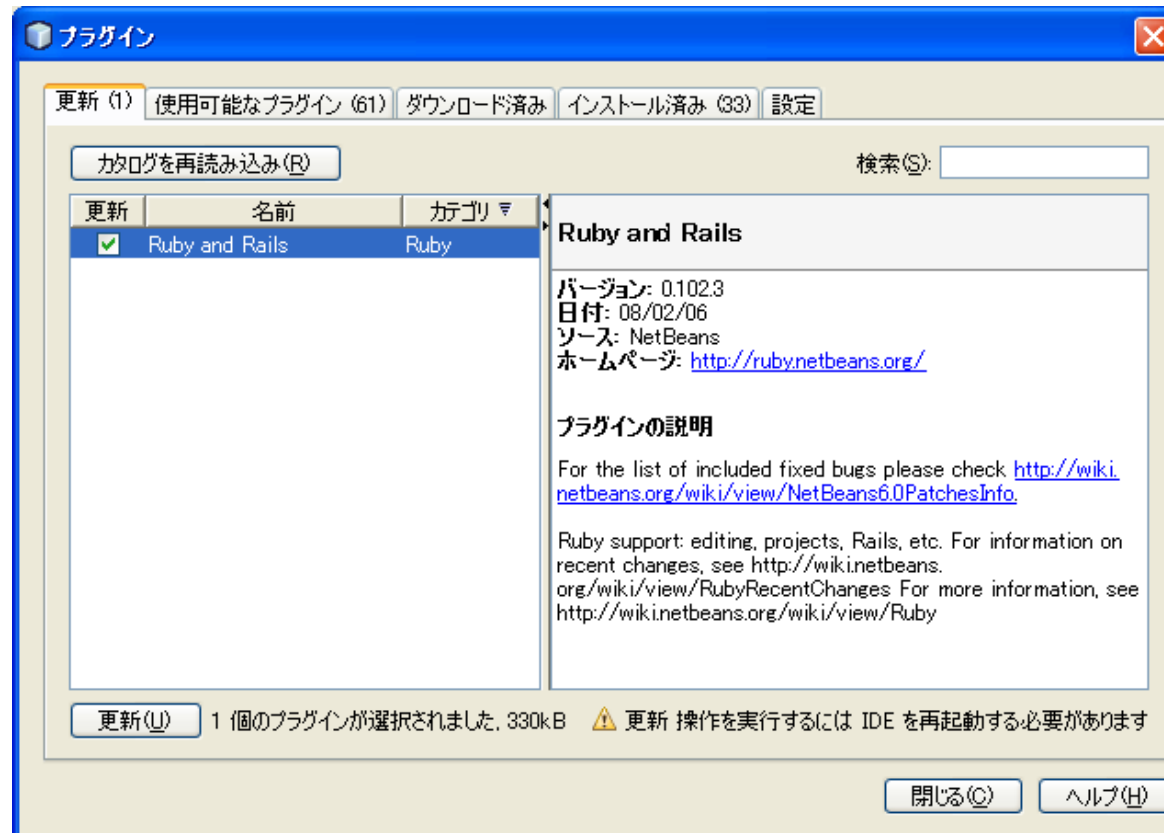 プラグイン
更新 (1) 使用可能なプラグイン (61) ダウンロード済み インストール済み (33) 設定
カタログを再読み込み(R) 検索(S):
更新 名前 カテゴリ
Ruby and Rails Ruby
Ruby and Rails
バージョン: 0.102.3
日付: 08/02/06
ソース: NetBeans
ホームページ: http://ruby.netbeans.org/
プラグインの説明
For the list of included fixed bugs please check http://wiki.
netbeans.org/wiki/view/NetBeans6.0PatchesInfo.
Ruby support: editing, projects, Rails, etc. For information on
recent changes, see http://wiki.netbeans.
org/wiki/view/RubyRecentChanges For more information, see
http://wiki.netbeans.org/wiki/view/Ruby
更新(U) 1 個のプラグインが選択されました, 330kB 更新 操作を実行するには IDE を再起動する必要があります
閉じる(C) ヘルプ(H)